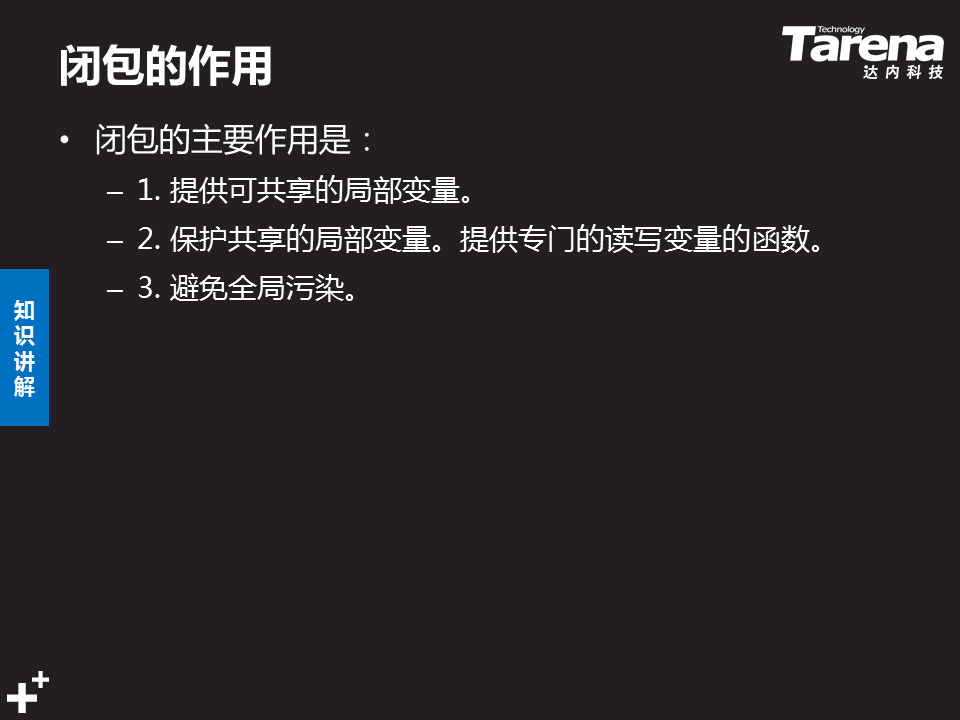 闭包的作用
Technology
Tarena
达内科技
• 闭包的主要作用是：
– 1. 提供可共享的局部变量。
– 2. 保护共享的局部变量。提供专门的读写变量的函数。
– 3. 避免全局污染。
知识讲解